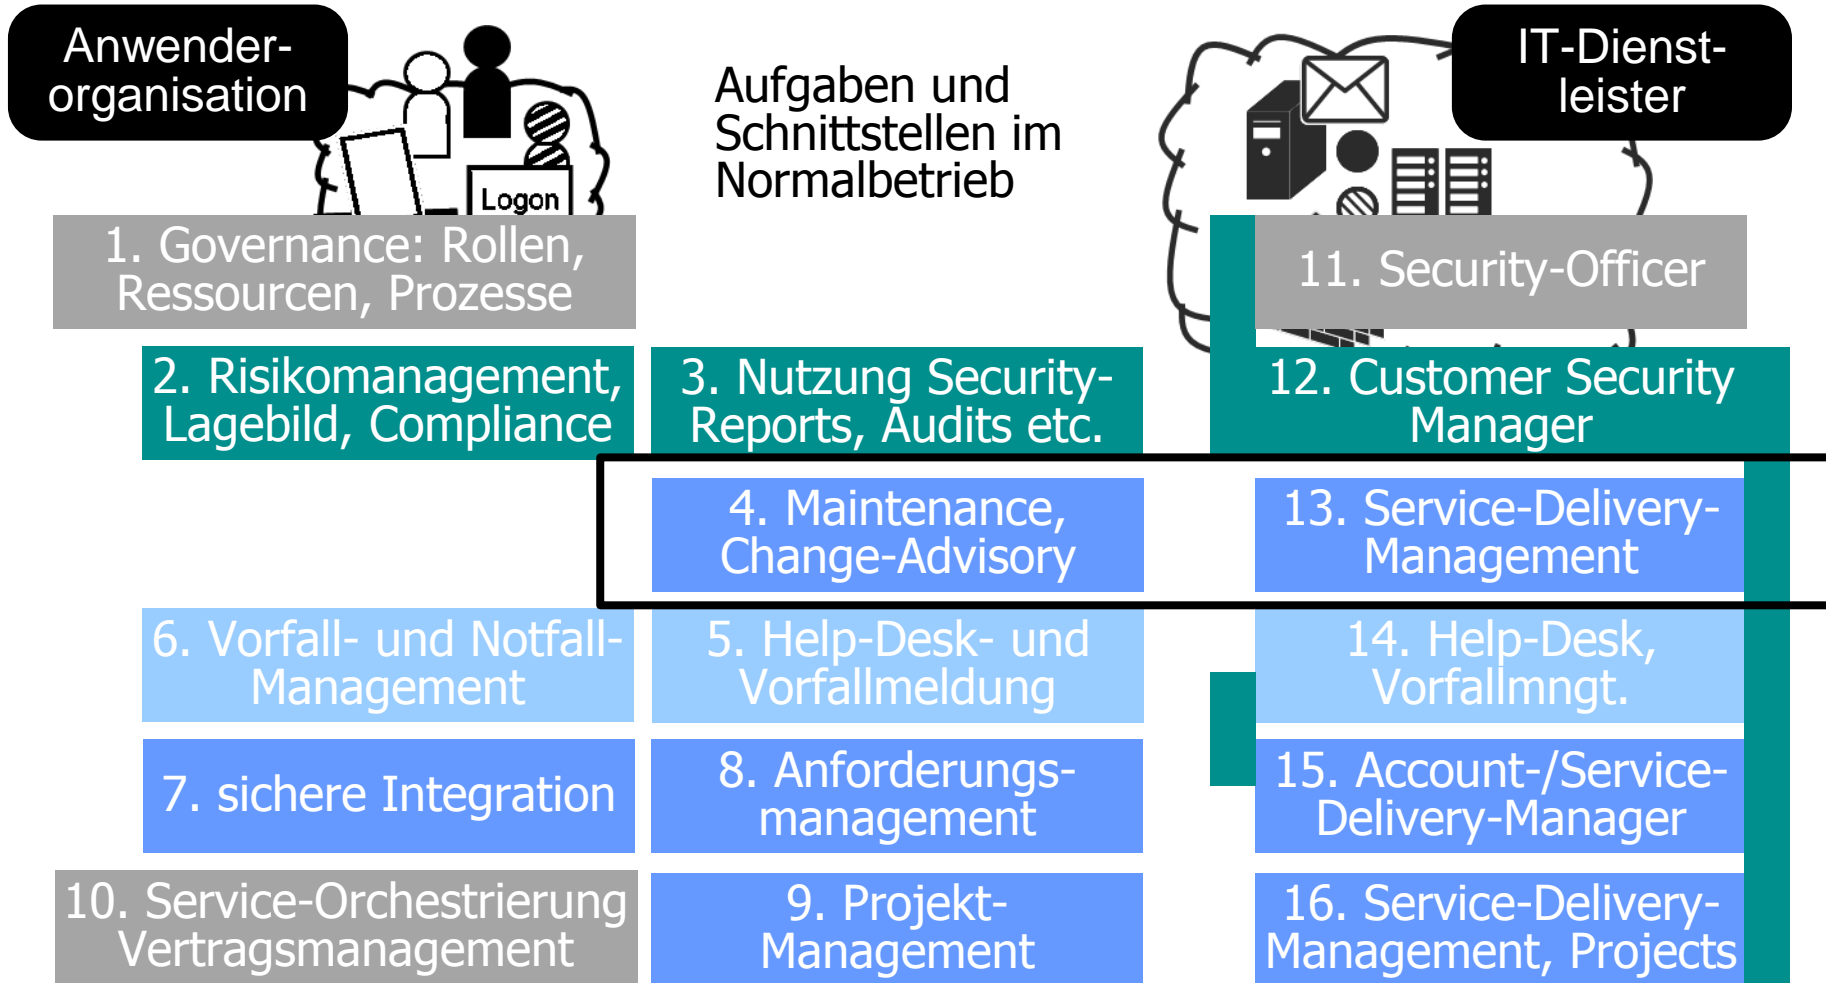 Anwender-
organisation
Aufgaben und
Schnittstellen im
Normalbetrieb
IT-Dienst-
leister
Logon
1. Governance: Rollen,
Ressourcen, Prozesse
11. Security-Officer
2. Risikomanagement,
Lagebild, Compliance
3. Nutzung Security-
Reports, Audits etc.
12. Customer Security
Manager
4. Maintenance,
Change-Advisory
13. Service-Delivery-
Management
6. Vorfall- und Notfall-
Management
5. Help-Desk- und
Vorfallmeldung
14. Help-Desk,
Vorfallmngt.
7. sichere Integration
8. Anforderungs-
management
15. Account-/Service-
Delivery-Manager
10. Service-Orchestrierung
Vertragsmanagement
9. Projekt-
Management
16. Service-Delivery-
Management, Projects